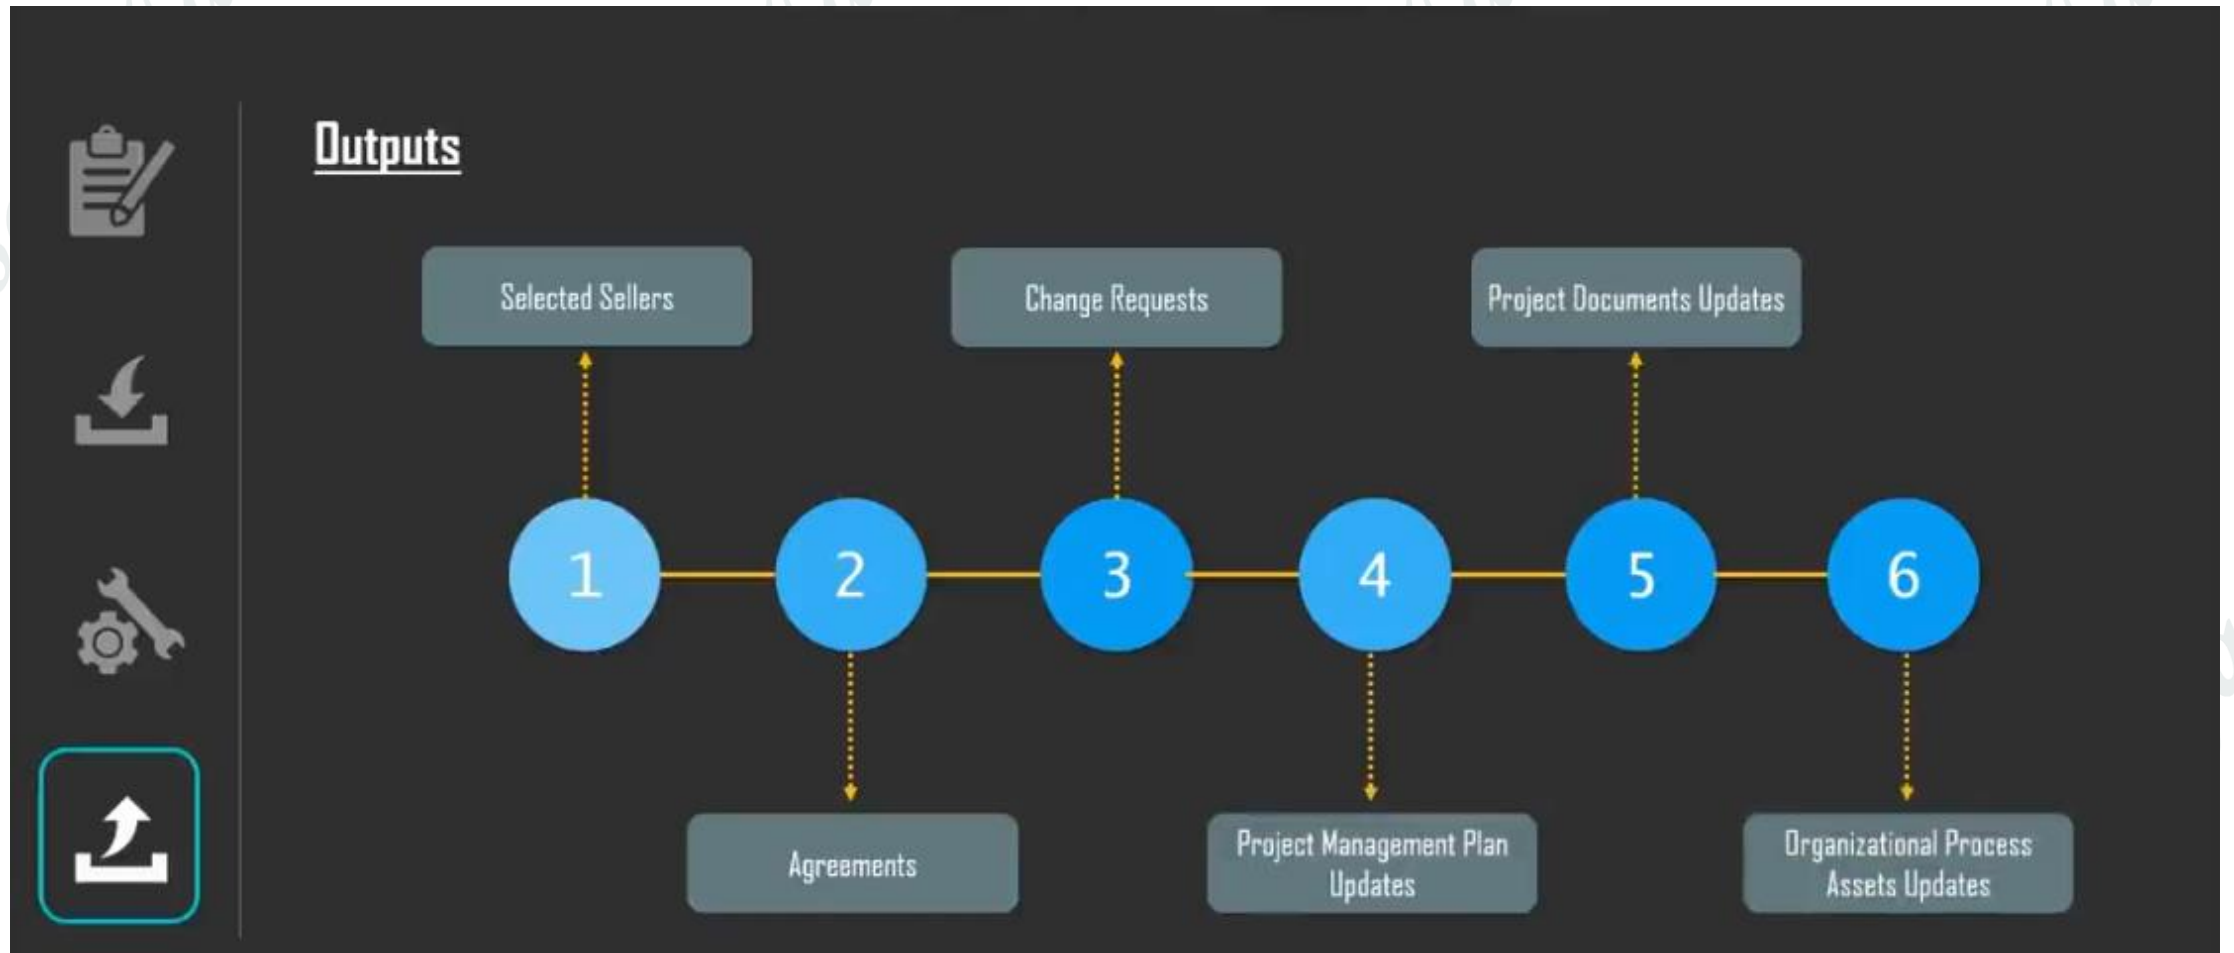 Outputs
Selected Sellers
Change Requests
Project Documents Updates
1
2
3
4
5
6
Agreements
Project Management Plan
Updates
Organizational Process
Assets Updates